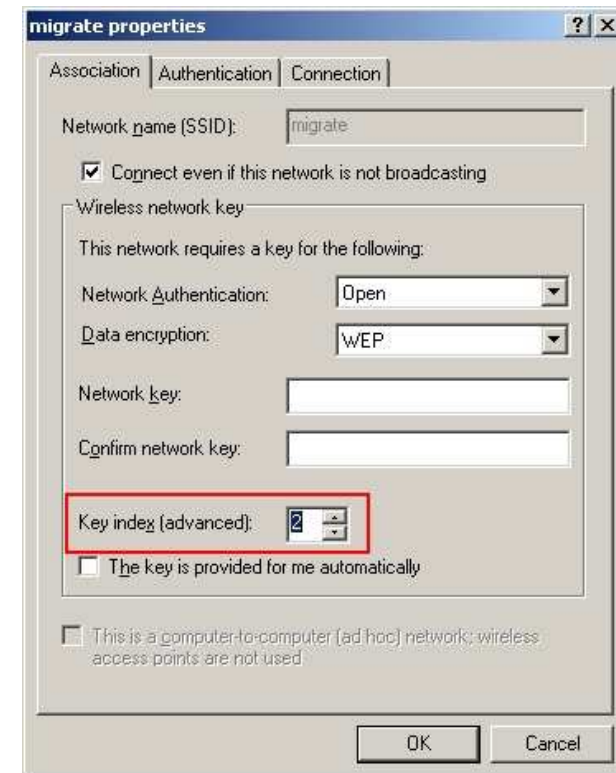 migrate properties
Association Authentication Connection
Network name (SSID): migrate
Connect even if this network is not broadcasting
Wireless network key
This network requires a key for the following:
Network Authentication: Open
Data encryption: WEP
Network key:
Confirm network key:
Key index (advanced): 2
The key is provided for me automatically
This is a computer-to-computer (ad hoc) network; wireless
access points are not used
OK Cancel